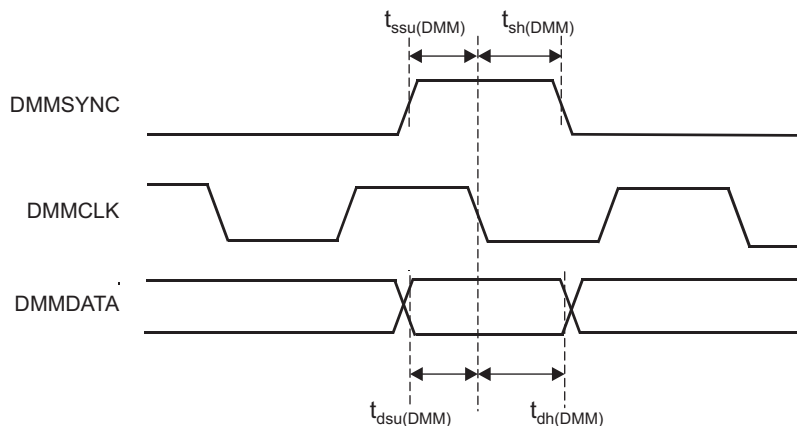 tssu(DMM) tsh(DMM)
DMMSYNC
DMMCLK
DMMDATA
tdsu(DMM) tdh(DMM)